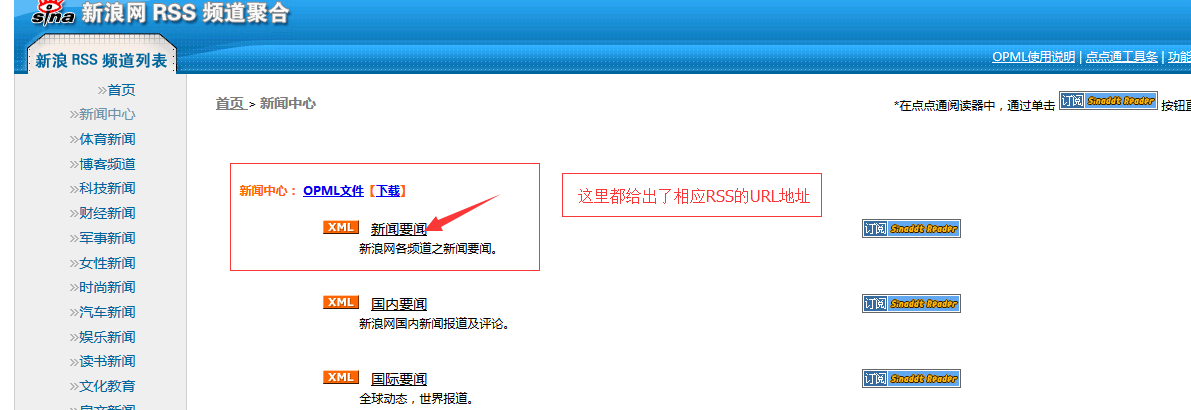 sina 新浪网 RSS 频道聚合
新浪 RSS 频道列表
OPML使用说明 | 点点通工具条 | 功能
»首页
»新闻中心
»体育新闻
»博客频道
»科技新闻
»财经新闻
»军事新闻
»女性新闻
»时尚新闻
»汽车新闻
»娱乐新闻
»读书新闻
»文化教育
首页 > 新闻中心
*在点点通阅读器中，通过单击 订阅 Sinaddt Reader 按钮直
新闻中心： OPML文件【下载】
这里都给出了相应RSS的URL地址
XML 新闻要闻 订阅 Sinaddt Reader
新浪网各频道之新闻要闻。
XML 国内要闻 订阅 Sinaddt Reader
新浪网国内新闻报道及评论。
XML 国际要闻 订阅 Sinaddt Reader
全球动态，世界报道。